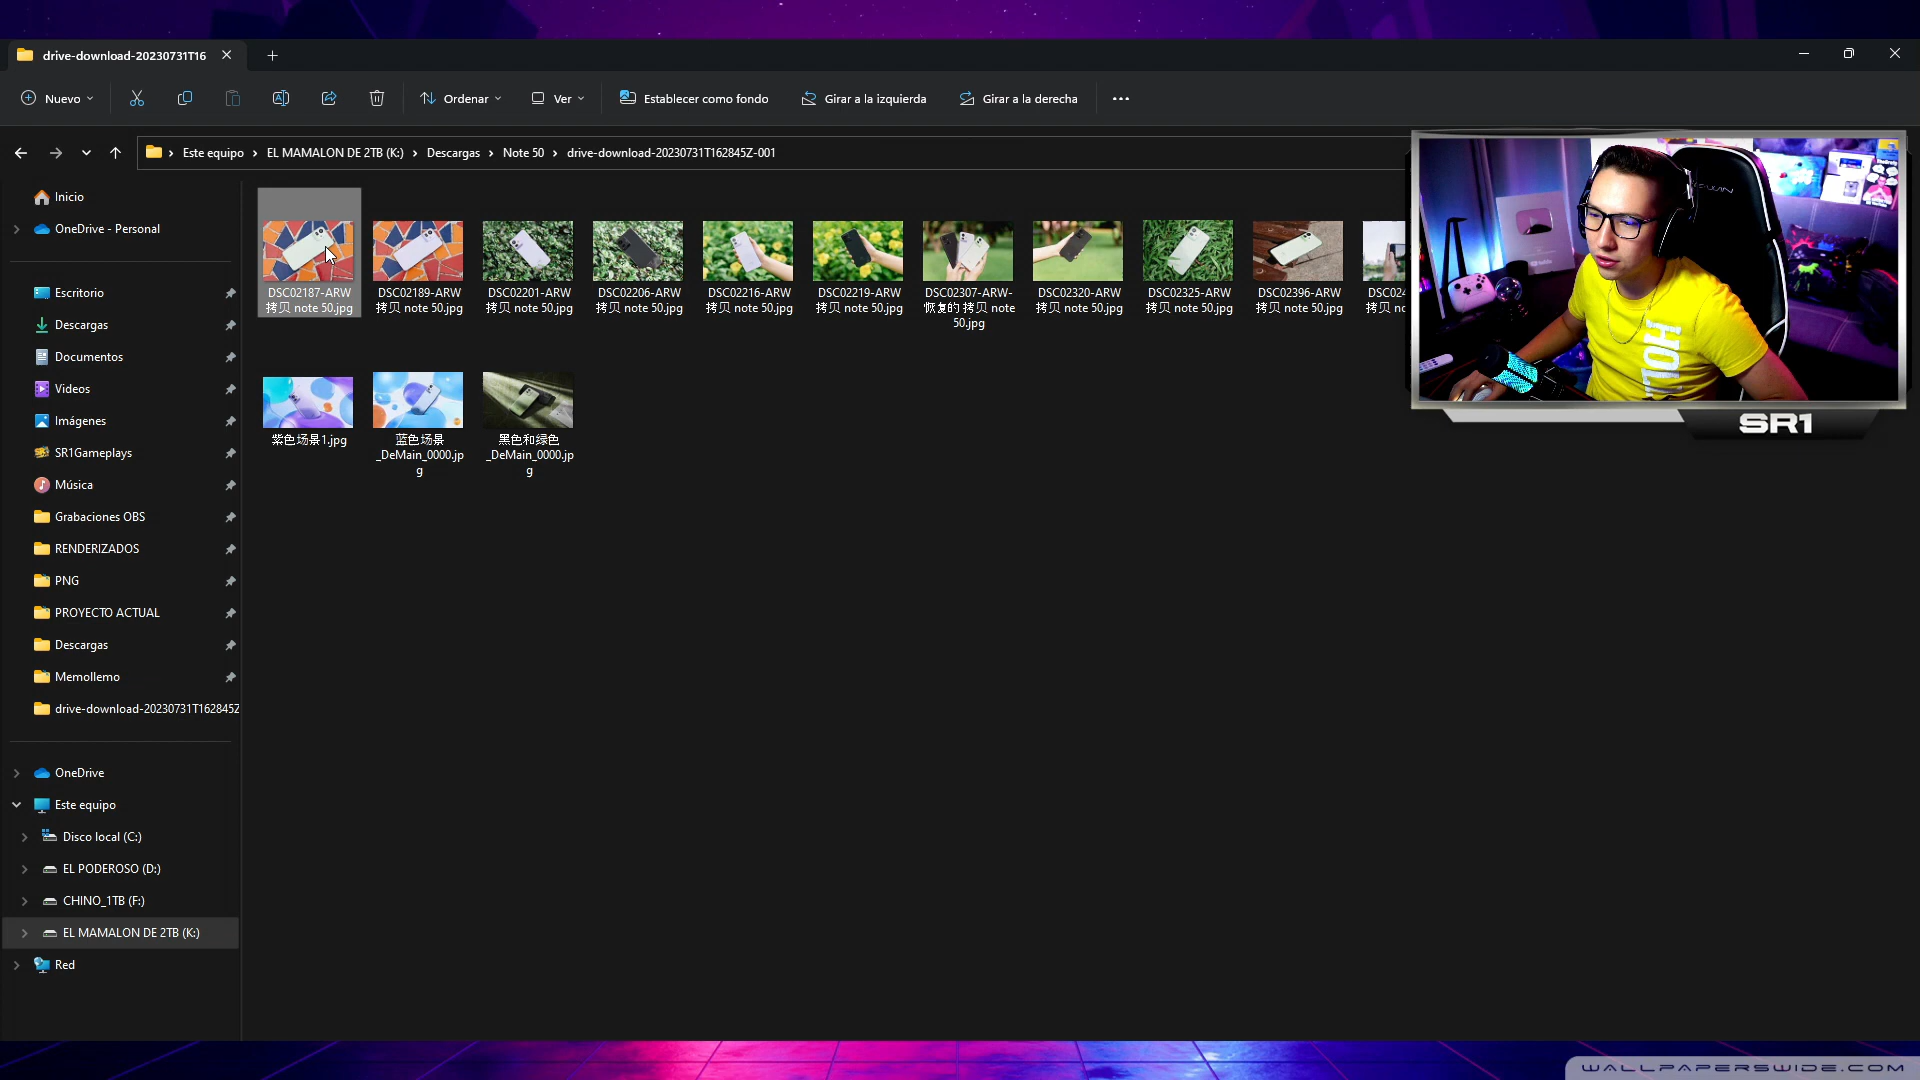 drive-download-20230731T16
Nuevo
Ordenar
Ver
Establecer como fondo
Girar a la izquierda
Girar a la derecha
Este equipo
EL MAMALON DE 2TB (K:)
Descargas
Note 50
drive-download-20230731T162845Z-001
Inicio
OneDrive - Personal
Escritorio
Descargas
Documentos
Videos
Imágenes
SR1Gameplays
Música
Grabaciones OBS
RENDERIZADOS
PNG
PROYECTO ACTUAL
Descargas
Memollemo
drive-download-20230731T162845Z
OneDrive
Este equipo
Disco local (C:)
EL PODEROSO (D:)
CHINO_1TB (F:)
EL MAMALON DE 2TB (K:)
Red
DSC02187-ARW
拷贝 note 50.jpg
DSC02189-ARW
拷贝 note 50.jpg
DSC02201-ARW
拷贝 note 50.jpg
DSC02206-ARW
拷贝 note 50.jpg
DSC02216-ARW
拷贝 note 50.jpg
DSC02219-ARW
拷贝 note 50.jpg
DSC02307-ARW-
恢复的 拷贝 note
50.jpg
DSC02320-ARW
拷贝 note 50.jpg
DSC02325-ARW
拷贝 note 50.jpg
DSC02396-ARW
拷贝 note 50.jpg
DSC024
拷贝 no
紫色场景1.jpg
蓝色场景
_DeMain_0000.jp
g
黑色和绿色
_DeMain_0000.jp
g
HOL
SR1
WALLPAPERSWIDE.COM